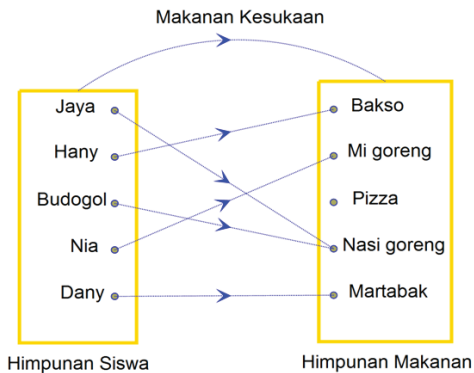 Makanan Kesukaan
Jaya
Hany
Budogol
Nia
Dany
Himpunan Siswa
Bakso
Mi goreng
Pizza
Nasi goreng
Martabak
Himpunan Makanan